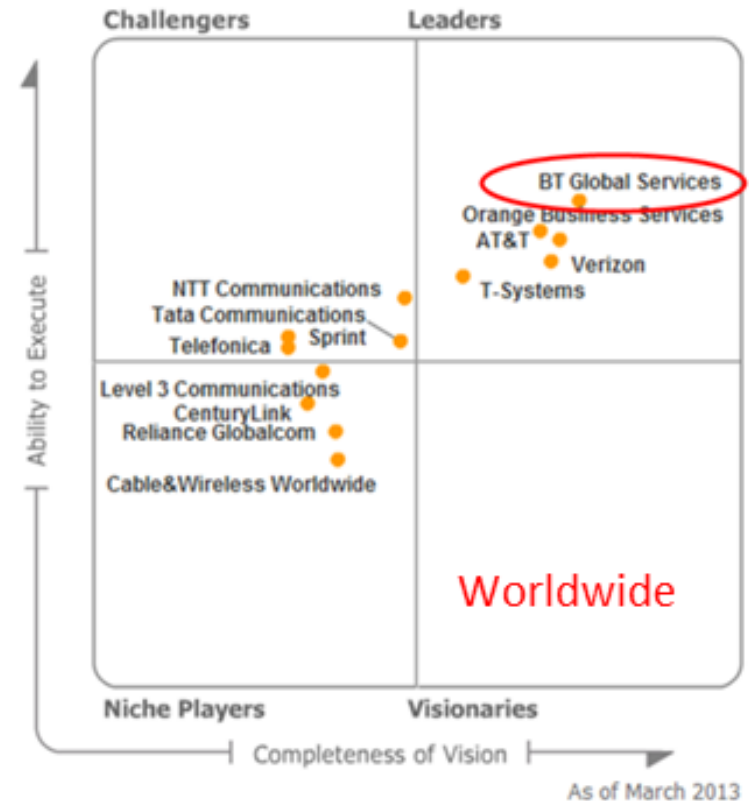 Challengers
Leaders
BT Global Services
Orange Business Services
AT&T
Verizon
T-Systems
NTT Communications
Tata Communications
Sprint
Telefonica
Level 3 Communications
CenturyLink
Reliance Globalcom
Cable&Wireless Worldwide
Ability to Execute
Worldwide
Niche Players
Visionaries
Completeness of Vision
As of March 2013